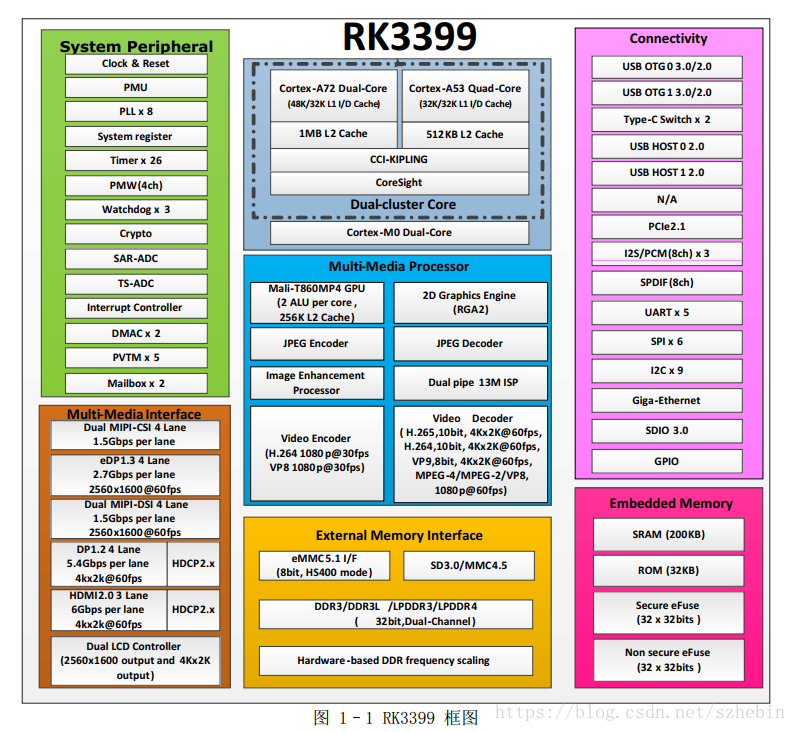 RK3399
System Peripheral
Clock & Reset
PMU
PLL x 8
System register
Timer x 26
PMW(4ch)
Watchdog x 3
Crypto
SAR-ADC
TS-ADC
Interrupt Controller
DMAC x 2
PVTM x 5
Mailbox x 2
Multi-Media Interface
Dual MIPI-CSI 4 Lane
1.5Gbps per lane
eDP1.3 4 Lane
2.7Gbps per lane
2560x1600@60fps
Dual MIPI-DSI 4 Lane
1.5Gbps per lane
2560x1600@60fps
DP1.2 4 Lane
5.4Gbps per lane
4kx2k@60fps
HDCP2.x
HDMI2.0 3 Lane
6Gbps per lane
4kx2k@60fps
HDCP2.x
Dual LCD Controller
(2560x1600 output and 4Kx2K
output)
Cortex-A72 Dual-Core
(48K/32K L1 I/D Cache)
Cortex-A53 Quad-Core
(32K/32K L1 I/D Cache)
1MB L2 Cache
512KB L2 Cache
CCI-KIPLING
CoreSight
Dual-cluster Core
Cortex-M0 Dual-Core
Multi-Media Processor
Mali-T860MP4 GPU
(2 ALU per core ,
256K L2 Cache)
2D Graphics Engine
(RGA2)
JPEG Encoder
JPEG Decoder
Image Enhancement
Processor
Dual pipe 13M ISP
Video Encoder
(H.264 1080p@30fps
VP8 1080p@30fps)
Video Decoder
( H.265,10bit, 4Kx2K@60fps,
H.264,10bit, 4Kx2K@60fps,
VP9,8bit, 4Kx2K@60fps,
MPEG-4/MPEG-2/VP8,
1080p@60fps)
External Memory Interface
eMMC5.1 I/F
(8bit, HS400 mode)
SD3.0/MMC4.5
DDR3/DDR3L /LPDDR3/LPDDR4
( 32bit,Dual-Channel)
Hardware-based DDR frequency scaling
Connectivity
USB OTG 0 3.0/2.0
USB OTG 1 3.0/2.0
Type-C Switch x 2
USB HOST 0 2.0
USB HOST 1 2.0
N/A
PCIe2.1
I2S/PCM(8ch) x 3
SPDIF(8ch)
UART x 5
SPI x 6
I2C x 9
Giga-Ethernet
SDIO 3.0
GPIO
Embedded Memory
SRAM (200KB)
ROM (32KB)
Secure eFuse
(32 x 32bits )
Non secure eFuse
(32 x 32bits )
图 1-1 RK3399 框图
https://blog.csdn.net/szhebin